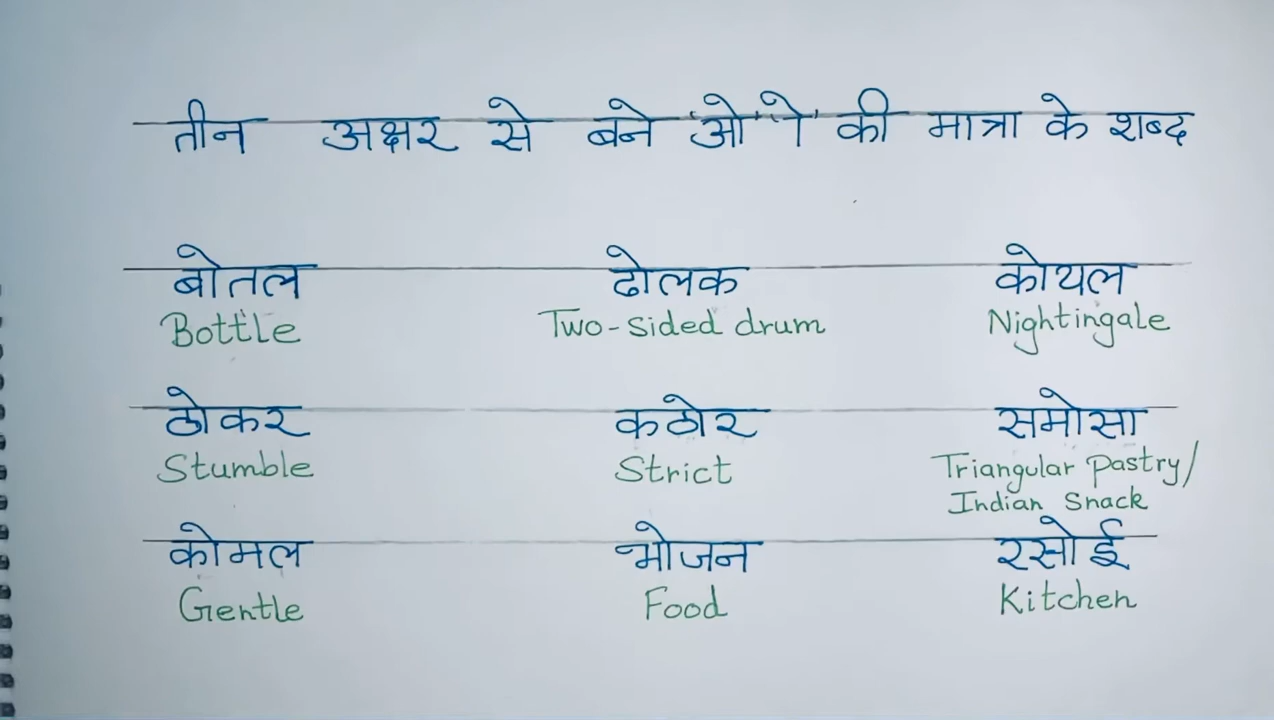 तीन अक्षर से बने 'ओ' 'ो' की मात्रा के शब्द
बोतल ढोलक कोयल
Bottle Two-sided drum Nightingale
ठोकर कठोर समोसा
Stumble Strict Triangular Pastry/
Indian Snack
कोमल भोजन रसोई
Gentle Food Kitchen